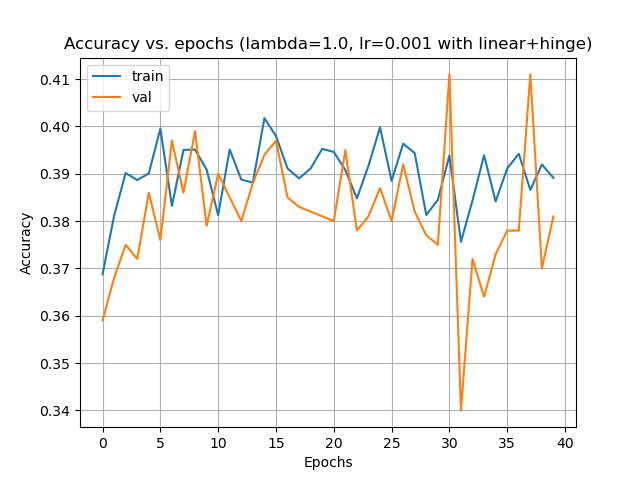 Accuracy vs. epochs (lambda=1.0, lr=0.001 with linear+hinge)
train
val
0.41
0.40
0.39
0.38
0.37
0.36
0.35
0.34
Accuracy
0 5 10 15 20 25 30 35 40
Epochs